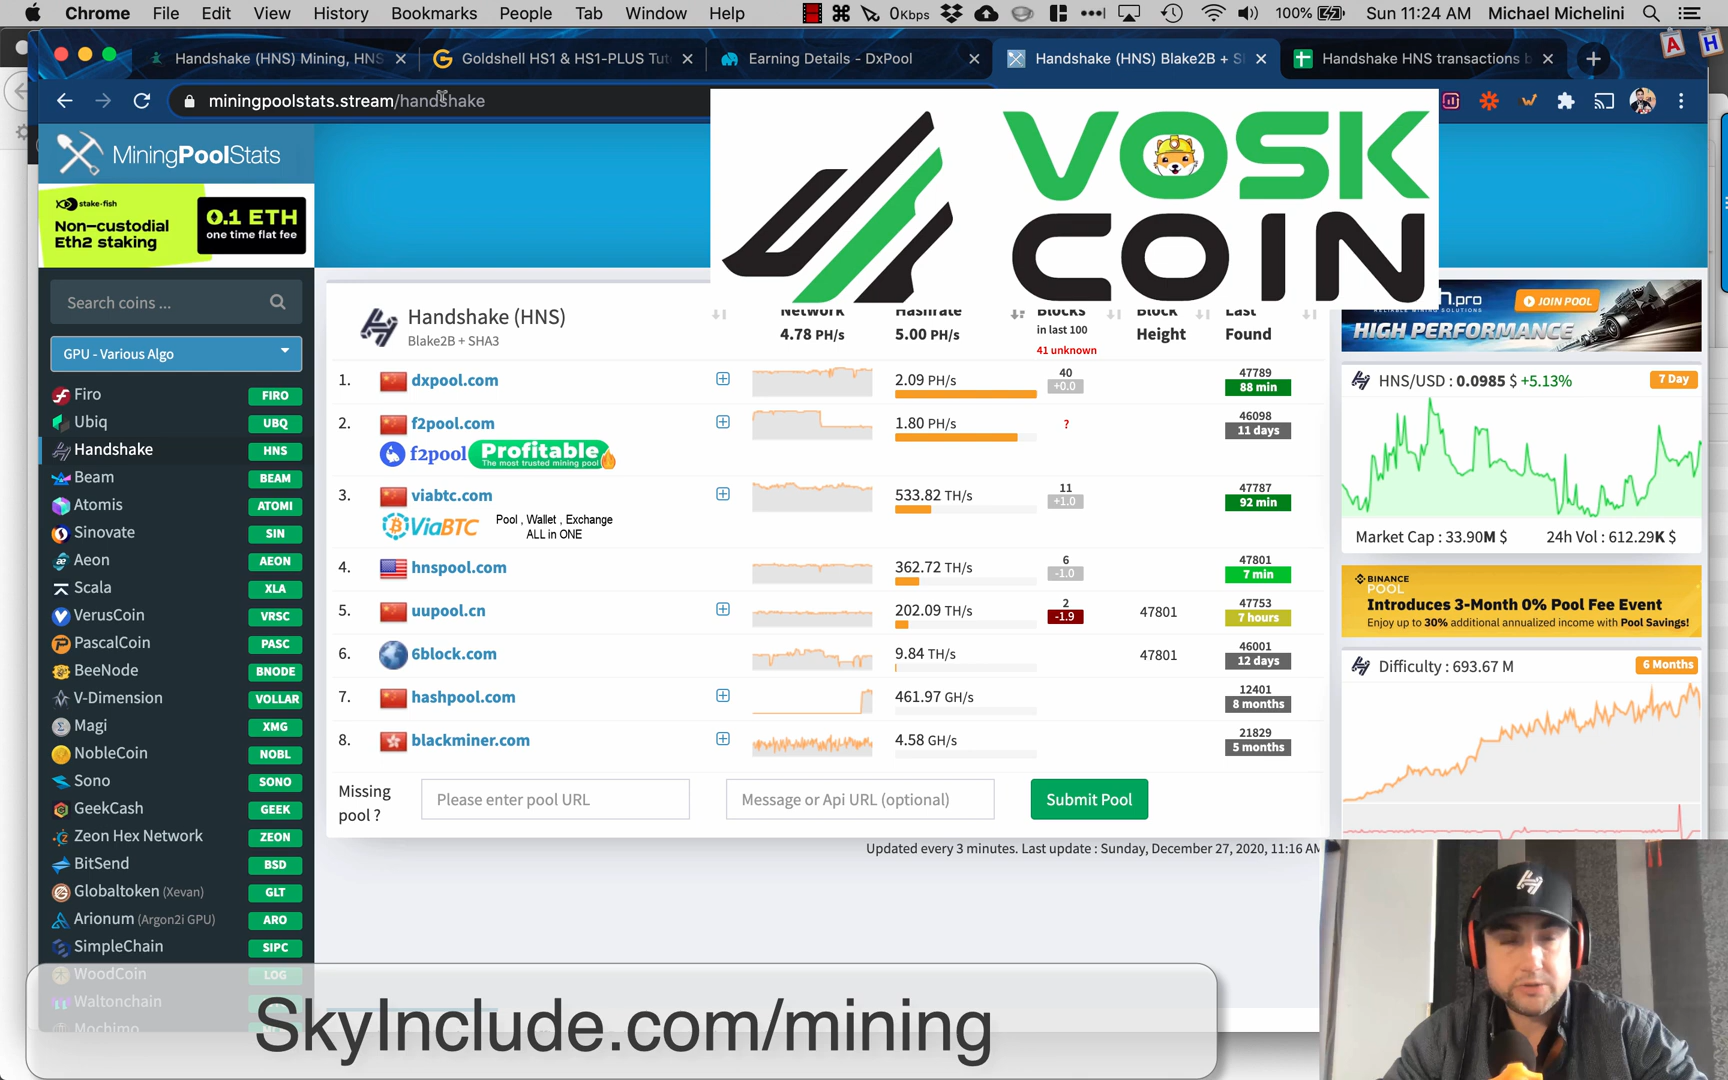 Chrome File Edit View History Bookmarks People Tab Window Help 0Kbps 100% Sun 11:24 AM Michael Michelini
Handshake (HNS) Mining, HNS
Goldshell HS1 & HS1-PLUS Tut
Earning Details - DxPool
Handshake (HNS) Blake2B + S
Handshake HNS transactions b
A H
miningpoolstats.stream/handshake
MiningPoolStats
VOSK
COIN
stake·fish
Non-custodial
Eth2 staking
0.1 ETH
one time flat fee
Search coins ...
GPU - Various Algo
Firo FIRO
Ubiq UBQ
Handshake HNS
Beam BEAM
Atomis ATOMI
Sinovate SIN
Aeon AEON
Scala XLA
VerusCoin VRSC
PascalCoin PASC
BeeNode BNODE
V-Dimension VOLLAR
Magi XMG
NobleCoin NOBL
Sono SONO
GeekCash GEEK
Zeon Hex Network ZEON
BitSend BSD
Globaltoken (Xevan) GLT
Arionum (Argon2i GPU) ARO
SimpleChain SIPC
WoodCoin LOG
Waltonchain
Mochimo
Handshake (HNS)
Blake2B + SHA3
Network
4.78 PH/s
Hashrate
5.00 PH/s
Blocks
in last 100
41 unknown
Block
Height
Last
Found
1. dxpool.com 2.09 PH/s 40 +0.0 47789 88 min
2. f2pool.com 1.80 PH/s ? 46098 11 days
f2pool Profitable
The most trusted mining pool
3. viabtc.com 533.82 TH/s 11 +1.0 47787 92 min
ViaBTC Pool , Wallet , Exchange
ALL in ONE
4. hnspool.com 362.72 TH/s 6 -1.0 47801 7 min
5. uupool.cn 202.09 TH/s 2 -1.9 47801 47753 7 hours
6. 6block.com 9.84 TH/s 47801 46001 12 days
7. hashpool.com 461.97 GH/s 12401 8 months
8. blackminer.com 4.58 GH/s 21829 5 months
Missing
pool ?
Please enter pool URL
Message or Api URL (optional)
Submit Pool
Updated every 3 minutes. Last update : Sunday, December 27, 2020, 11:16 AM
.pro
RELIABLE MINING SOLUTIONS
JOIN POOL
HIGH PERFORMANCE
HNS/USD : 0.0985 $ +5.13% 7 Day
Market Cap : 33.90M $ 24h Vol : 612.29K $
BINANCE
POOL
Introduces 3-Month 0% Pool Fee Event
Enjoy up to 30% additional annualized income with Pool Savings!
Difficulty : 693.67 M 6 Months
SkyInclude.com/mining